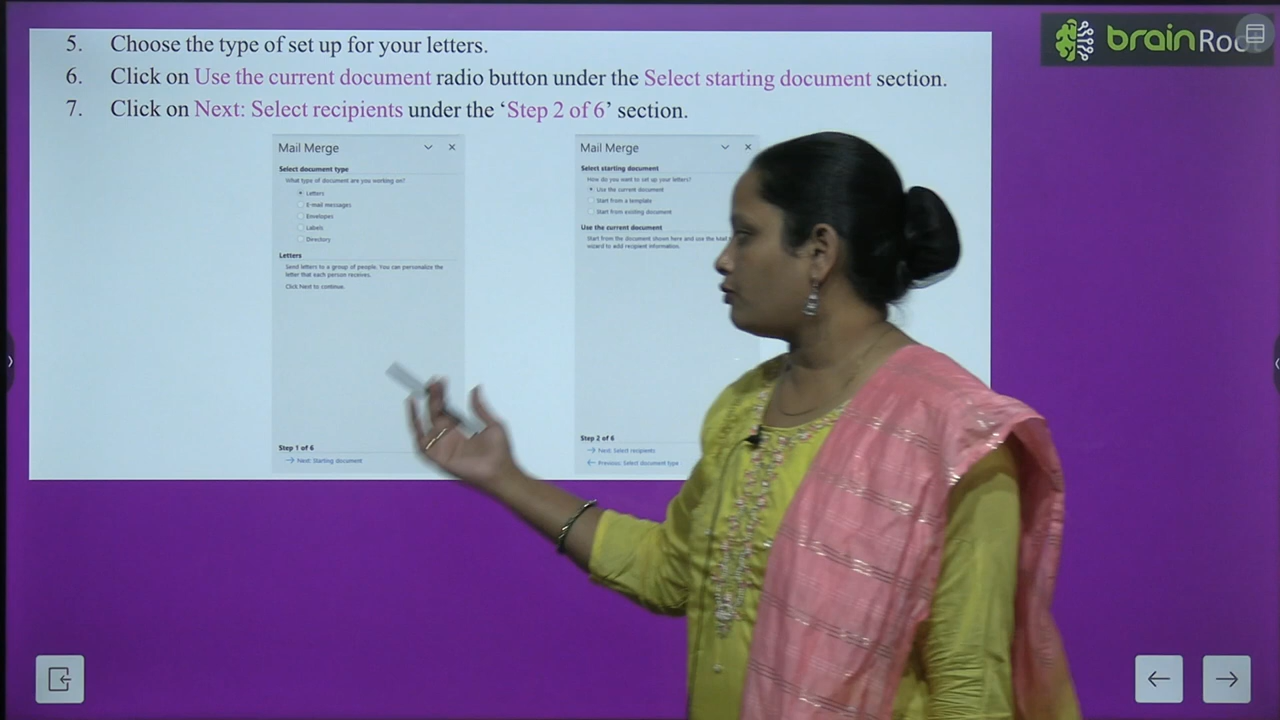 5. Choose the type of set up for your letters.
6. Click on Use the current document radio button under the Select starting document section.
7. Click on Next: Select recipients under the ‘Step 2 of 6’ section.
brainRoo
Mail Merge
Select document type
What type of document are you working on?
Letters
E-mail messages
Envelopes
Labels
Directory
Letters
Send letters to a group of people. You can personalize the
letter that each person receives.
Click Next to continue.
Step 1 of 6
→ Next: Starting document
Mail Merge
Select starting document
How do you want to set up your letters?
Use the current document
Start from a template
Start from existing document
Use the current document
Start from the document shown here and use the Mail
wizard to add recipient information.
Step 2 of 6
→ Next: Select recipients
← Previous: Select document type